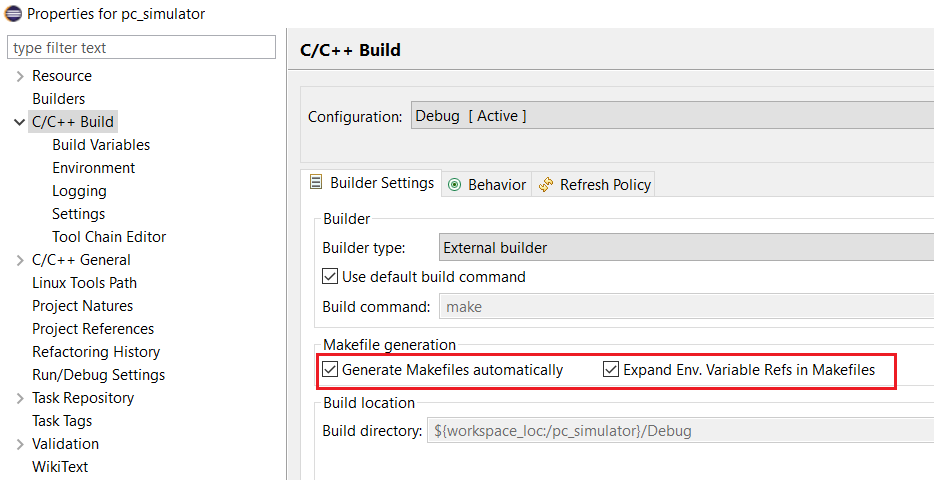 Properties for pc_simulator
type filter text
Resource
Builders
C/C++ Build
Build Variables
Environment
Logging
Settings
Tool Chain Editor
C/C++ General
Linux Tools Path
Project Natures
Project References
Refactoring History
Run/Debug Settings
Task Repository
Task Tags
Validation
WikiText
C/C++ Build
Configuration: Debug [ Active ]
Builder Settings Behavior Refresh Policy
Builder
Builder type: External builder
Use default build command
Build command: make
Makefile generation
Generate Makefiles automatically Expand Env. Variable Refs in Makefiles
Build location
Build directory: ${workspace_loc:/pc_simulator}/Debug